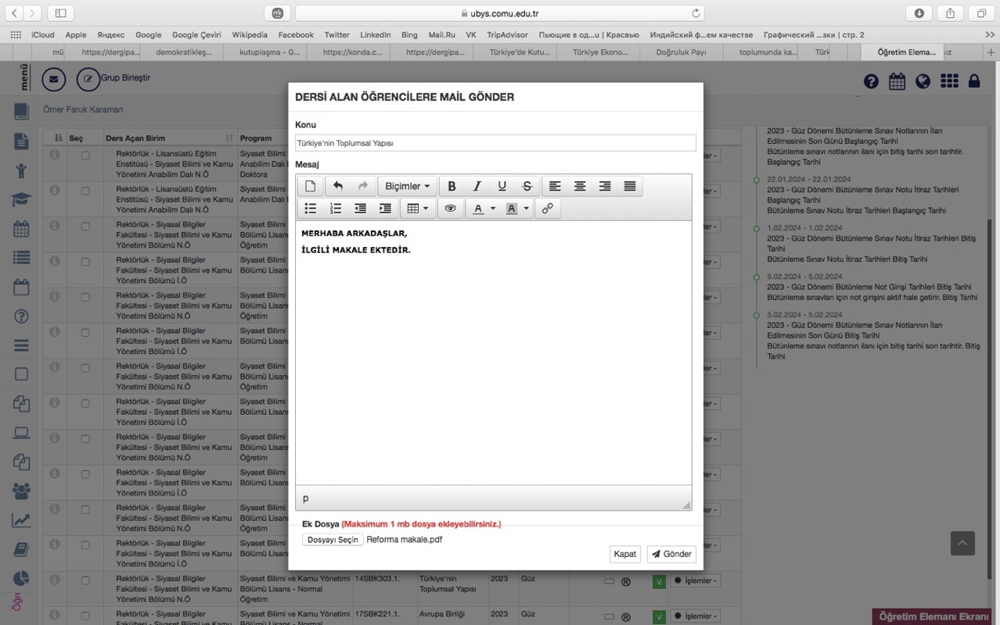 ubys.comu.edu.tr
iCloud Apple Яндекс Google Google Çeviri Wikipedia Facebook Twitter LinkedIn Bing Mail.Ru VK TripAdvisor Пьющие в од...u | Красвью Индийский ф...ем качестве Графический ...зки | стр. 2
mü https://dergipa... demokratikleş... kutuplaşma - G... https://konda.c... https://dergipa... Türkiye'de Kutu... Türkiye Ekono... Doğruluk Payı toplumunda ka... Türk Öğretim Elema... ız
menü
Grup Birleştir
Ömer Faruk Karaman
Seç Ders Açan Birim Program
Rektörlük - Lisansüstü Eğitim Siyaset Bilimi
Enstitüsü - Siyaset Bilimi ve Kamu Anabilim Dalı
Yönetimi Anabilim Dalı N.Ö Doktora
Rektörlük - Lisansüstü Eğitim Siyaset Bilimi
Enstitüsü - Siyaset Bilimi ve Kamu Anabilim Dalı
Yönetimi Anabilim Dalı N.Ö
Rektörlük - Siyasal Bilgiler Siyaset Bilimi
Fakültesi - Siyaset Bilimi ve Kamu Bölümü Lisans
Yönetimi Bölümü N.Ö Öğretim
Rektörlük - Siyasal Bilgiler Siyaset Bilimi
Fakültesi - Siyaset Bilimi ve Kamu Bölümü Lisans
Yönetimi Bölümü İ.Ö
Rektörlük - Siyasal Bilgiler Siyaset Bilimi
Fakültesi - Siyaset Bilimi ve Kamu Bölümü Lisans
Yönetimi Bölümü N.Ö Öğretim
Rektörlük - Siyasal Bilgiler Siyaset Bilimi
Fakültesi - Siyaset Bilimi ve Kamu Bölümü Lisans
Yönetimi Bölümü İ.Ö
Rektörlük - Siyasal Bilgiler Siyaset Bilimi
Fakültesi - Siyaset Bilimi ve Kamu Bölümü Lisans
Yönetimi Bölümü N.Ö Öğretim
Rektörlük - Siyasal Bilgiler Siyaset Bilimi
Fakültesi - Siyaset Bilimi ve Kamu Bölümü Lisans
Yönetimi Bölümü İ.Ö
Rektörlük - Siyasal Bilgiler Siyaset Bilimi
Fakültesi - Siyaset Bilimi ve Kamu Bölümü Lisans
Yönetimi Bölümü N.Ö Öğretim
Rektörlük - Siyasal Bilgiler Siyaset Bilimi
Fakültesi - Siyaset Bilimi ve Kamu Bölümü Lisans
Yönetimi Bölümü İ.Ö
Rektörlük - Siyasal Bilgiler Siyaset Bilimi
Fakültesi - Siyaset Bilimi ve Kamu Bölümü Lisans
Yönetimi Bölümü N.Ö Öğretim
Rektörlük - Siyasal Bilgiler Siyaset Bilimi
Fakültesi - Siyaset Bilimi ve Kamu Bölümü Lisans
Yönetimi Bölümü İ.Ö
Rektörlük - Siyasal Bilgiler Siyaset Bilimi ve Kamu Yönetimi 14SBK303.1. Türkiye'nin 2023 Güz ® V İşlemler
Fakültesi - Siyaset Bilimi ve Kamu Bölümü Lisans - Normal Toplumsal Yapısı
Yönetimi Bölümü N.Ö Öğretim
Rektörlük - Siyasal Bilgiler Siyaset Bilimi ve Kamu Yönetimi 17SBK221.1. Avrupa Birliği 2023 Güz ® V İşlemler
Fakültesi - Siyaset Bilimi ve Kamu Bölümü Lisans - Normal
DERSİ ALAN ÖĞRENCİLERE MAİL GÖNDER
Konu
Türkiye'nin Toplumsal Yapısı
Mesaj
Biçimler B I U S
A A
MERHABA ARKADAŞLAR,
İLGİLİ MAKALE EKTEDİR.
p
Ek Dosya (Maksimum 1 mb dosya ekleyebilirsiniz.)
Dosyayı Seçin Reforma makale.pdf
Kapat Gönder
2023 - Güz Dönemi Bütünleme Sınav Notlarının İlan
Edilmesinin Son Günü Başlangıç Tarihi
Bütünleme sınavı notlarının ilanı için bitiş tarihi son tarihtir.
Başlangıç Tarihi
22.01.2024 - 22.01.2024
2023 - Güz Dönemi Bütünleme Sınav Notu İtiraz Tarihleri
Başlangıç Tarihi
Bütünleme Sınav Notu İtiraz Tarihleri Başlangıç Tarihi
1.02.2024 - 1.02.2024
2023 - Güz Dönemi Bütünleme Sınav Notu İtiraz Tarihleri Bitiş
Tarihi
Bütünleme Sınav Notu İtiraz Tarihleri Bitiş Tarihi
5.02.2024 - 5.02.2024
2023 - Güz Dönemi Bütünleme Not Girişi Tarihleri Bitiş Tarihi
Bütünleme sınavları için not girişini aktif hale getirir. Bitiş Tarihi
5.02.2024 - 5.02.2024
2023 - Güz Dönemi Bütünleme Sınav Notlarının İlan
Edilmesinin Son Günü Bitiş Tarihi
Bütünleme sınavı notlarının ilanı için bitiş tarihi son tarihtir. Bitiş
Tarihi
Öğre
Öğretim Elemanı Ekranı